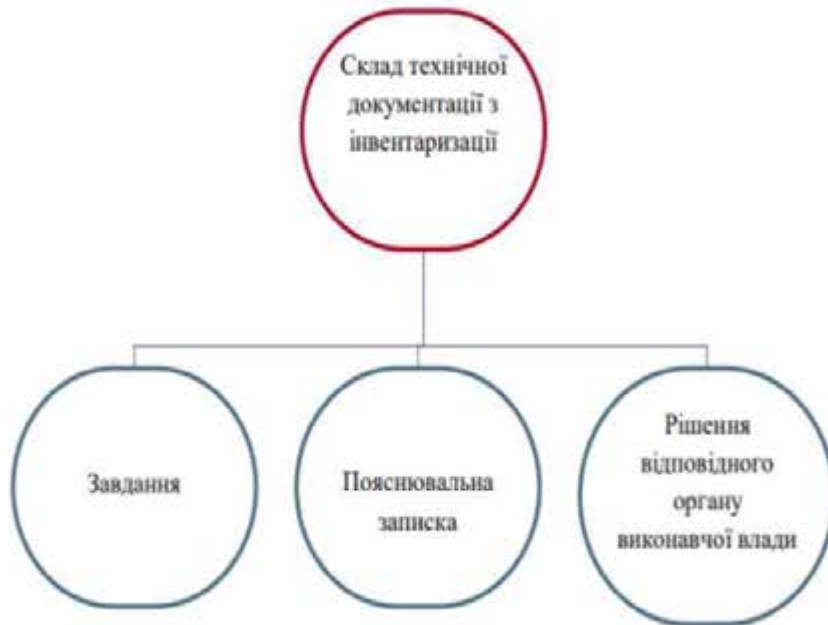 Склад технічної
документації з
інвентаризації
Завдання
Пояснювальна
записка
Рішення
відповідного
органу
виконавчої влади